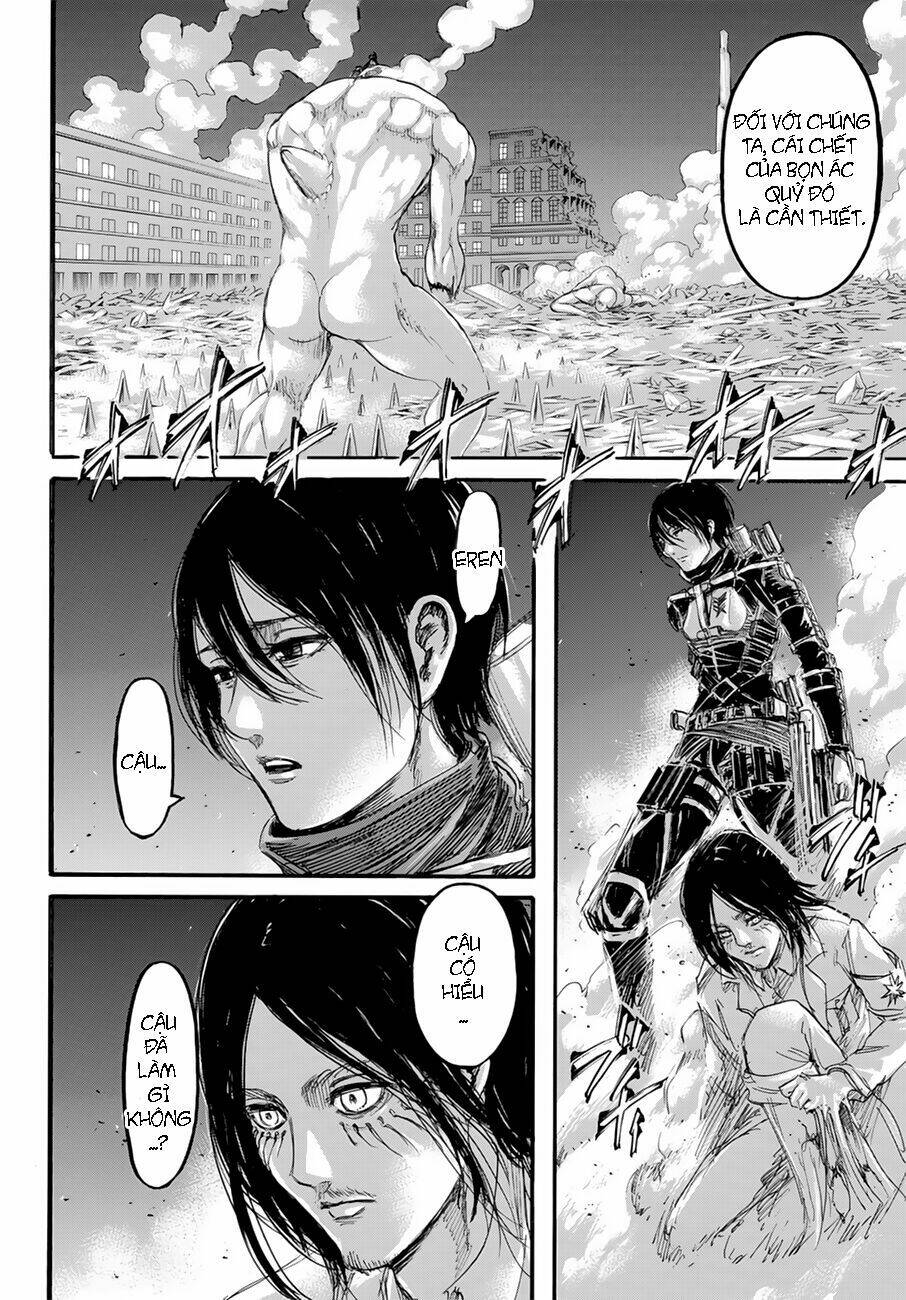 ĐỐI VỚI CHÚNG
TA, CÁI CHẾT
CỦA BỌN ÁC
QUỶ ĐÓ
LÀ CẦN THIẾT.
EREN
CẬU...
CẬU
CÓ
HIỂU
...
CẬU
ĐÃ
LÀM
GÌ
KHÔNG
...?